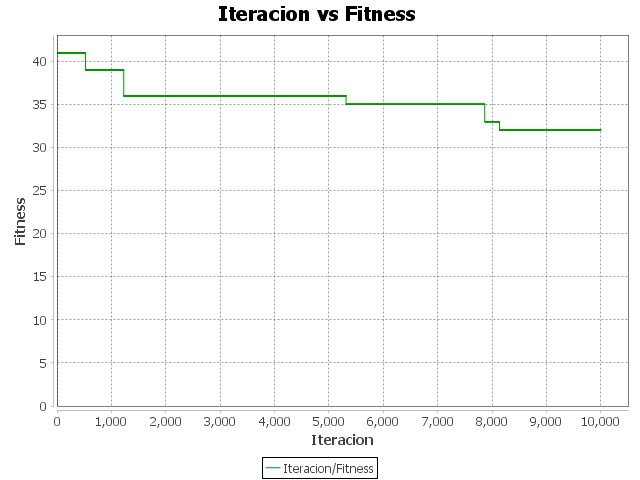 Iteracion vs Fitness
Fitness
40
35
30
25
20
15
10
5
0
0 1,000 2,000 3,000 4,000 5,000 6,000 7,000 8,000 9,000 10,000
Iteracion
Iteracion/Fitness